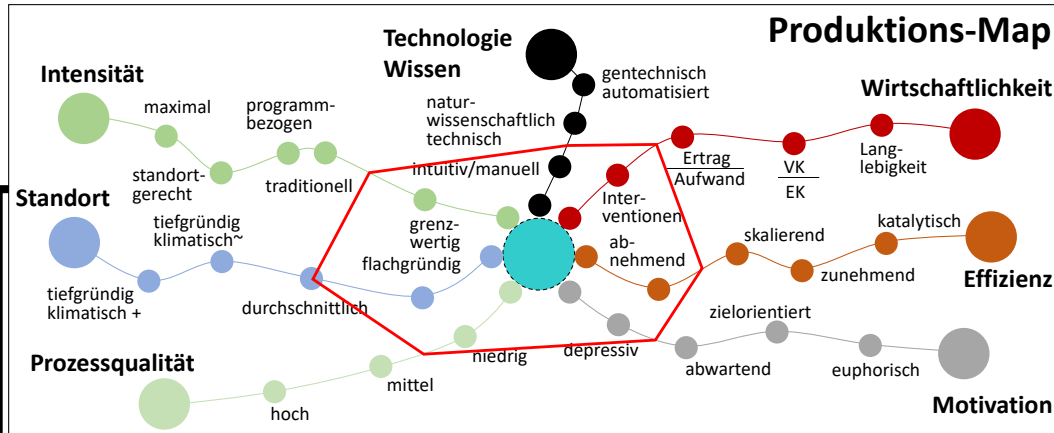 Produktions-Map
Technologie
Wissen
Intensität
Wirtschaftlichkeit
maximal
programm-
bezogen
natur-
wissenschaftlich
technisch
gentechnisch
automatisiert
standort-
gerecht
traditionell
intuitiv/manuell
Ertrag
Aufwand
VK
EK
Lang-
lebigkeit
Standort
tiefgründig
klimatisch~
grenz-
wertig
flachgründig
Inter-
ventionen
ab-
nehmend
skalierend
katalytisch
tiefgründig
klimatisch +
durchschnittlich
zunehmend
Effizienz
Prozessqualität
hoch
mittel
niedrig
depressiv
abwartend
zielorientiert
euphorisch
Motivation